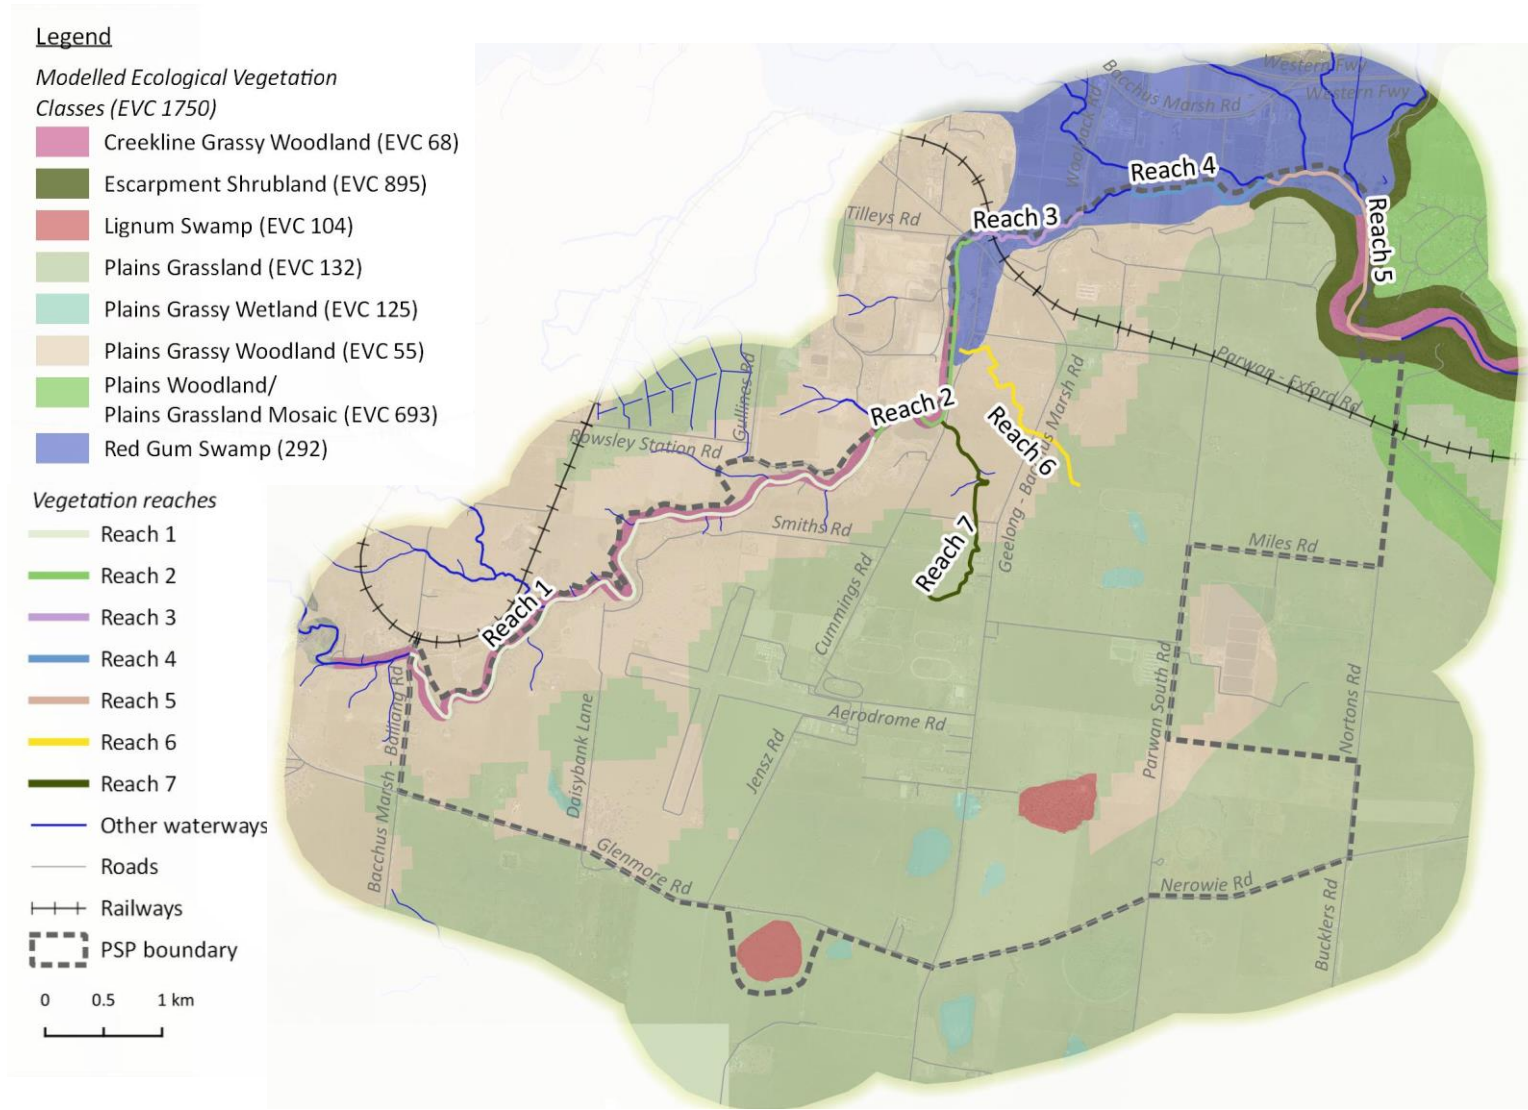 Legend
Modelled Ecological Vegetation
Classes (EVC 1750)
Creekline Grassy Woodland (EVC 68)
Escarpment Shrubland (EVC 895)
Lignum Swamp (EVC 104)
Plains Grassland (EVC 132)
Plains Grassy Wetland (EVC 125)
Plains Grassy Woodland (EVC 55)
Plains Woodland/
Plains Grassland Mosaic (EVC 693)
Red Gum Swamp (292)
Vegetation reaches
Reach 1
Reach 2
Reach 3
Reach 4
Reach 5
Reach 6
Reach 7
Other waterways
Roads
Railways
PSP boundary
0 0.5 1 km
Western Fwy
Western Fwy
Bacchus Marsh Rd
Woolpack Rd
Reach 4
Reach 3
Tilleys Rd
Reach 5
Parwan - Exford Rd
Geelong - Bacchus Marsh Rd
Gullines Rd
Reach 2
Rowsley Station Rd
Reach 6
Smiths Rd
Reach 7
Miles Rd
Reach 1
Cummings Rd
Parwan South Rd
Nortons Rd
Bacchus Marsh - Balliang Rd
Daisybank Lane
Aerodrome Rd
Jensz Rd
Glenmore Rd
Nerowie Rd
Bucklers Rd